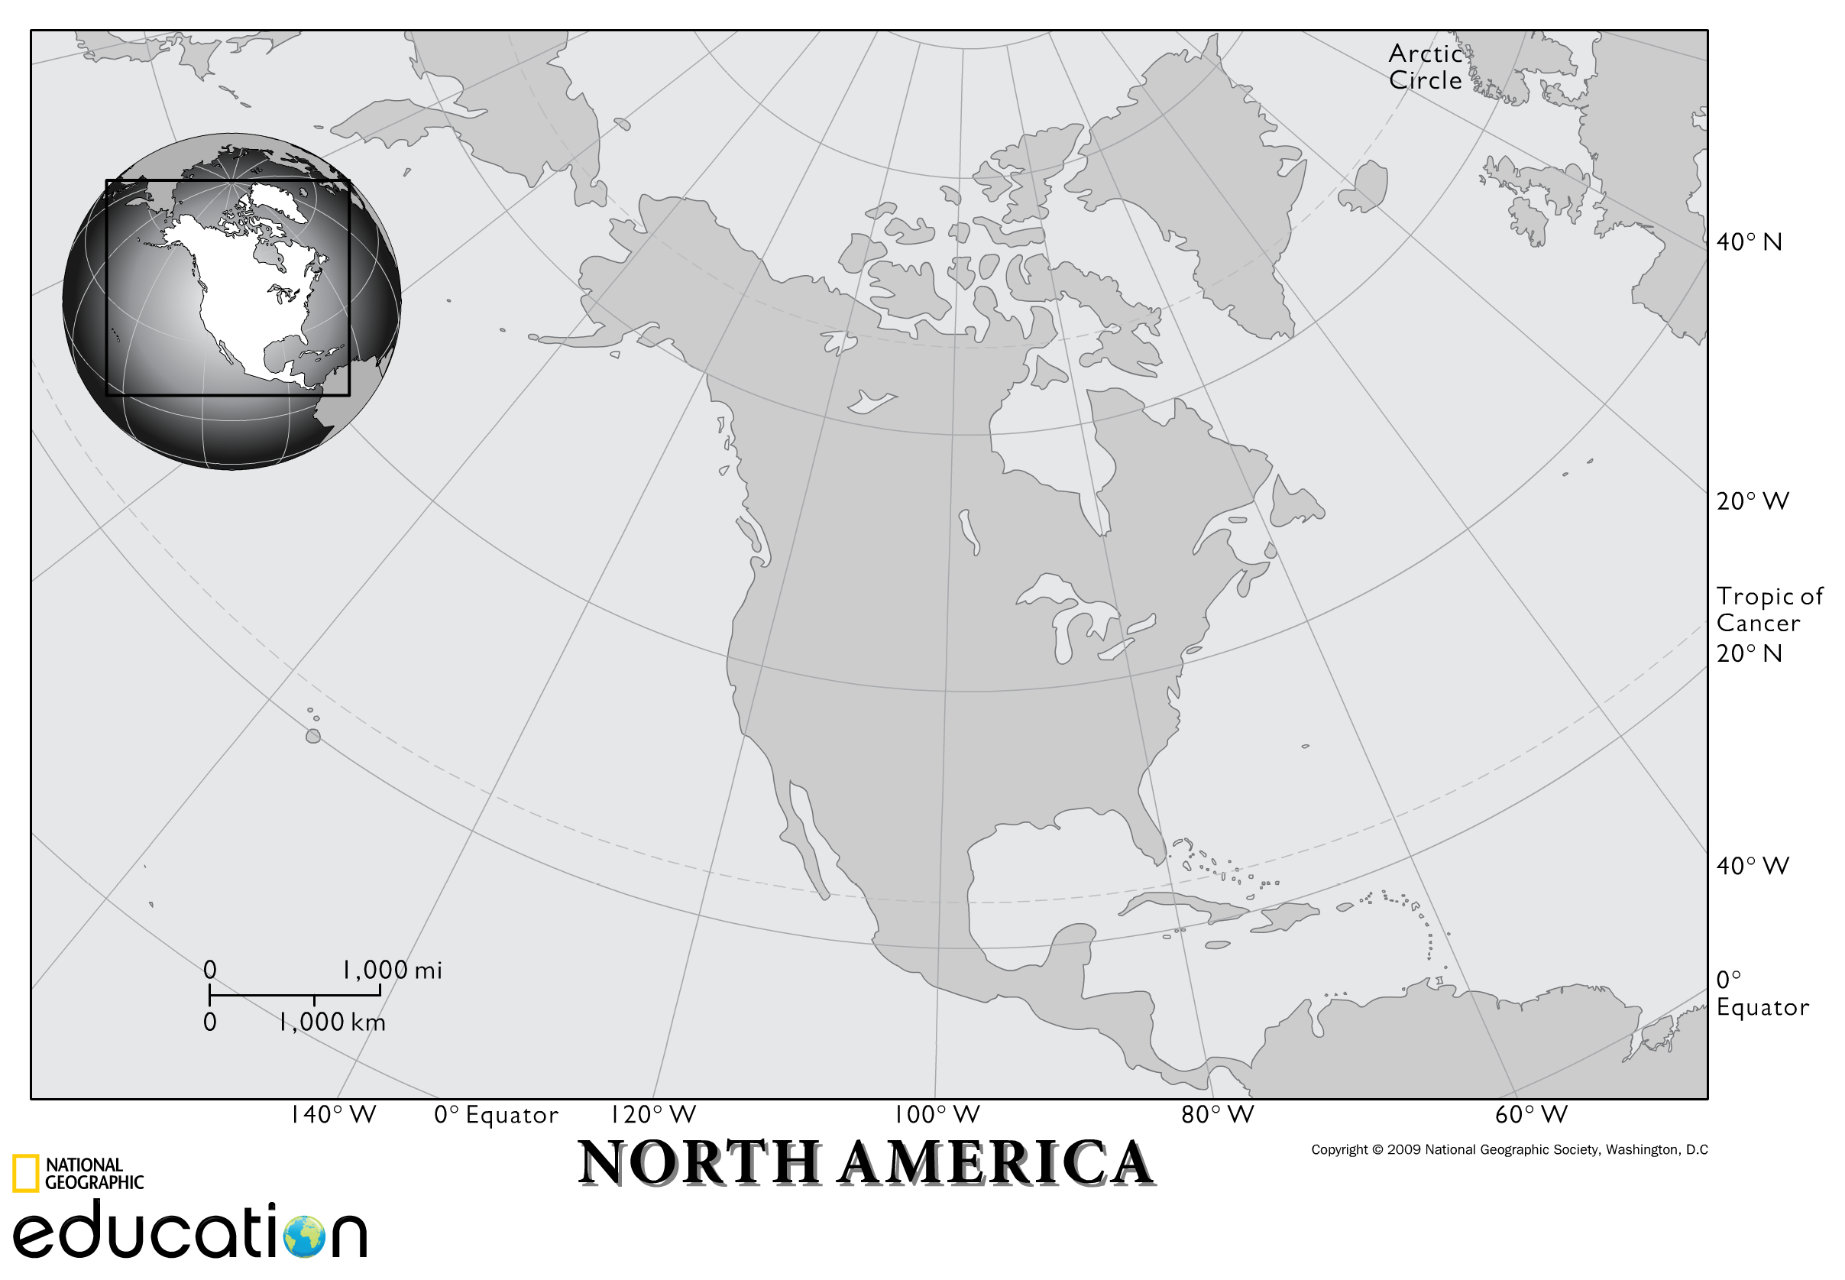 Arctic
Circle
40° N
20° W
Tropic of
Cancer
20° N
40° W
0°
Equator
0 1,000 mi
0 1,000 km
140° W 0° Equator 120° W 100° W 80° W 60° W
NORTH AMERICA
Copyright © 2009 National Geographic Society, Washington, D.C
NATIONAL
GEOGRAPHIC
education